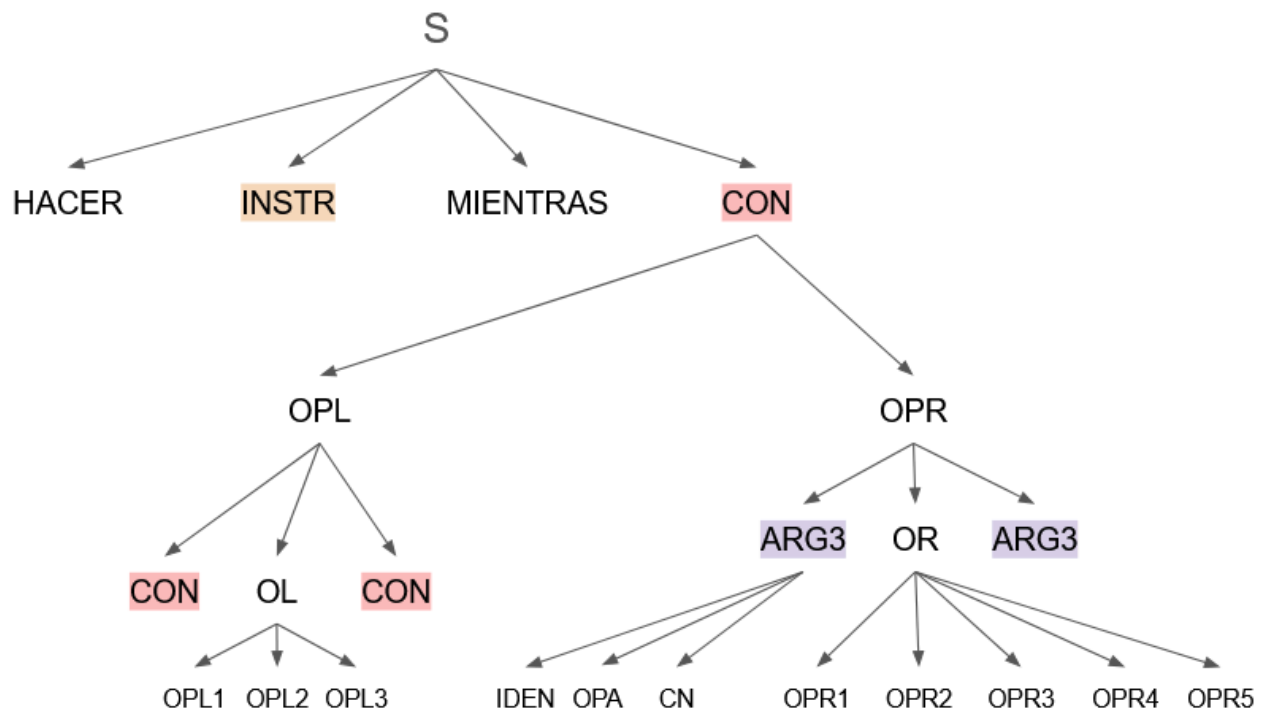 S
HACER INSTR MIENTRAS CON
OPL OPR
ARG3 OR ARG3
CON OL CON
OPL1 OPL2 OPL3 IDEN OPA CN OPR1 OPR2 OPR3 OPR4 OPR5